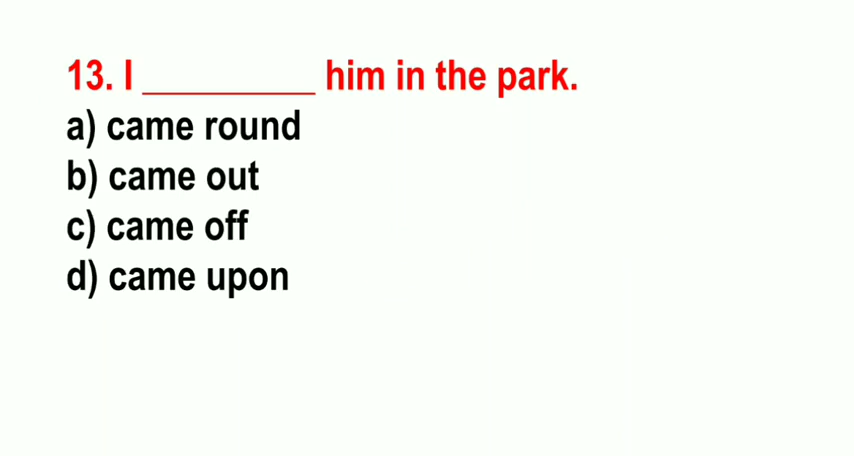 13. I _________ him in the park.
a) came round
b) came out
c) came off
d) came upon